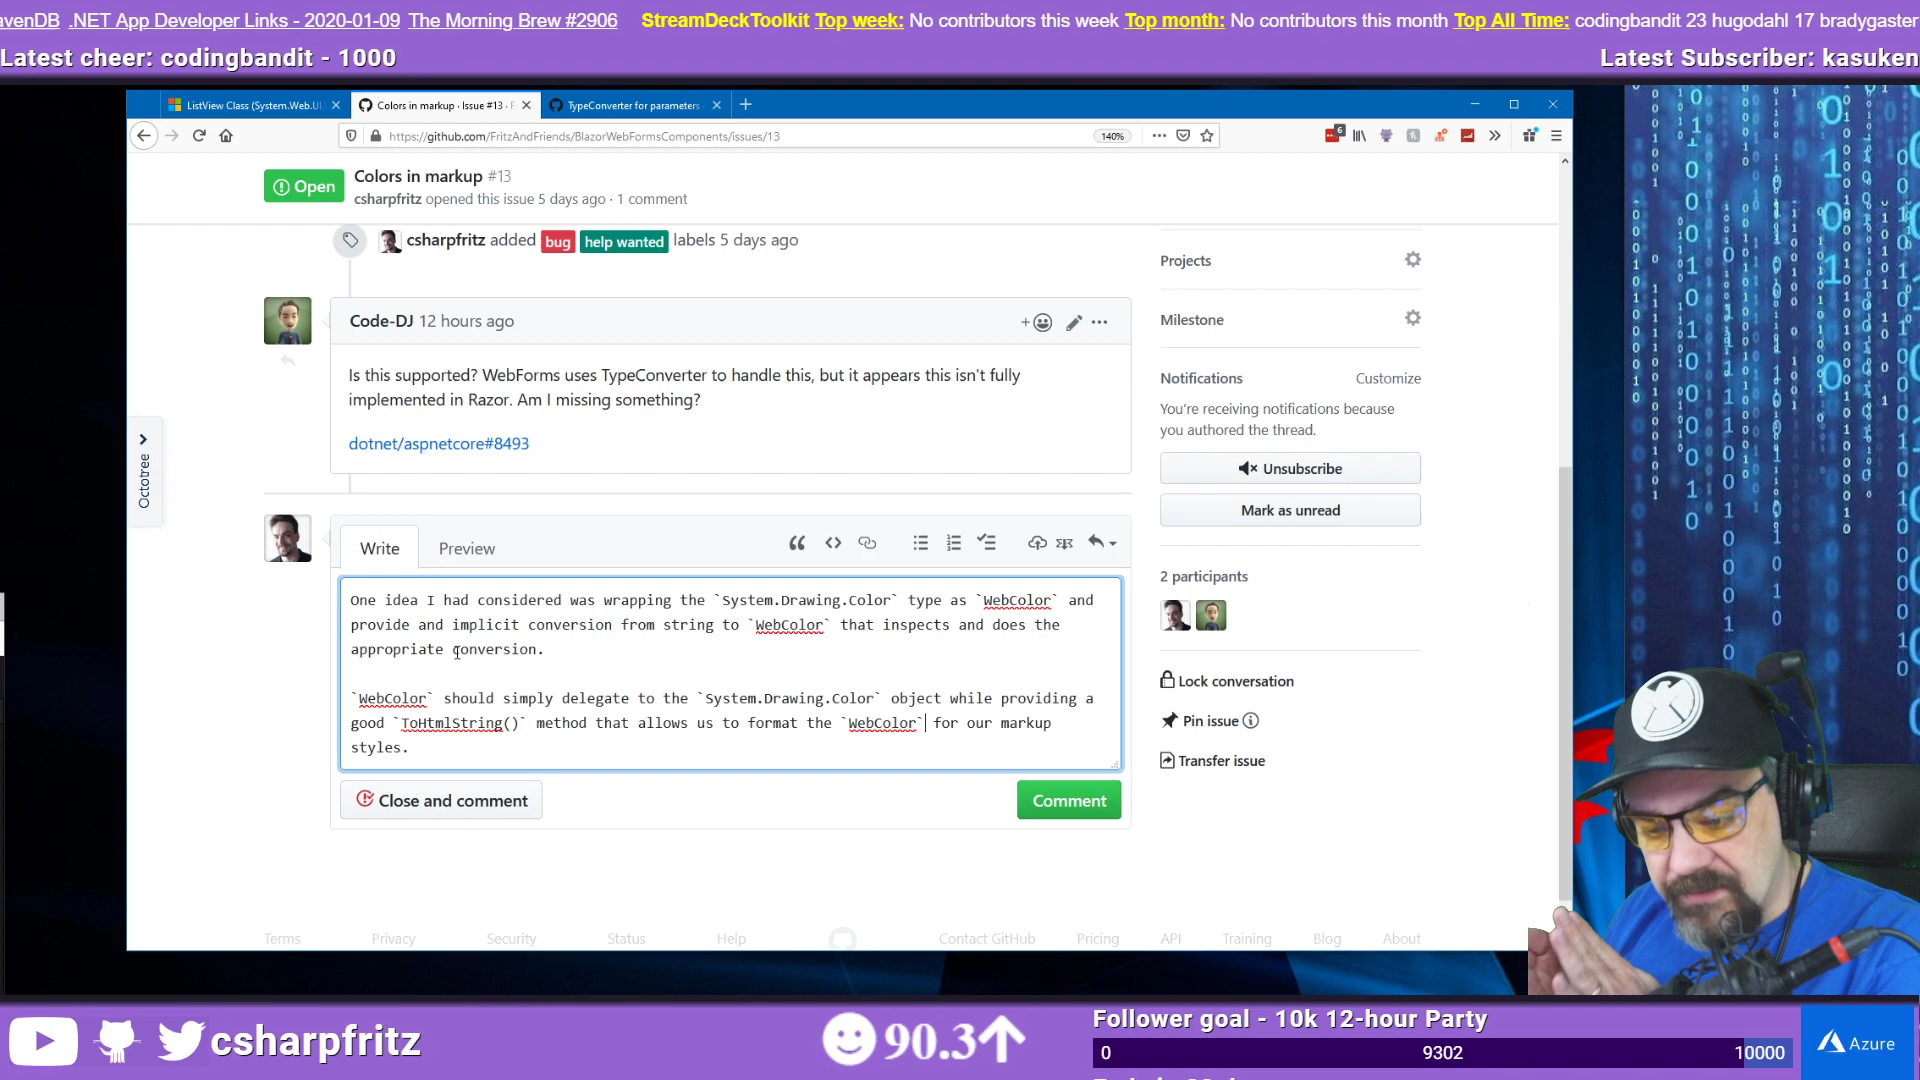 avenDB .NET App Developer Links - 2020-01-09 The Morning Brew #2906 StreamDeckToolkit Top week: No contributors this week Top month: No contributors this month Top All Time: codingbandit 23 hugodahl 17 bradygaster
Latest cheer: codingbandit - 1000
Latest Subscriber: kasuken
ListView Class (System.Web.UI.
Colors in markup · Issue #13 · F
TypeConverter for parameters
https://github.com/FritzAndFriends/BlazorWebFormsComponents/issues/13
140%
6
Open
Colors in markup #13
csharpfritz opened this issue 5 days ago · 1 comment
csharpfritz added bug help wanted labels 5 days ago
Code-DJ 12 hours ago
Is this supported? WebForms uses TypeConverter to handle this, but it appears this isn't fully
implemented in Razor. Am I missing something?
dotnet/aspnetcore#8493
Octotree
Write
Preview
One idea I had considered was wrapping the `System.Drawing.Color` type as `WebColor` and
provide and implicit conversion from string to `WebColor` that inspects and does the
appropriate conversion.
`WebColor` should simply delegate to the `System.Drawing.Color` object while providing a
good `ToHtmlString()` method that allows us to format the `WebColor` for our markup
styles.
Close and comment
Comment
Projects
Milestone
Notifications
Customize
You're receiving notifications because
you authored the thread.
Unsubscribe
Mark as unread
2 participants
Lock conversation
Pin issue
Transfer issue
Terms Privacy Security Status Help Contact GitHub Pricing API Training Blog About
csharpfritz
90.3
Follower goal - 10k 12-hour Party
0 9302 10000
Azure